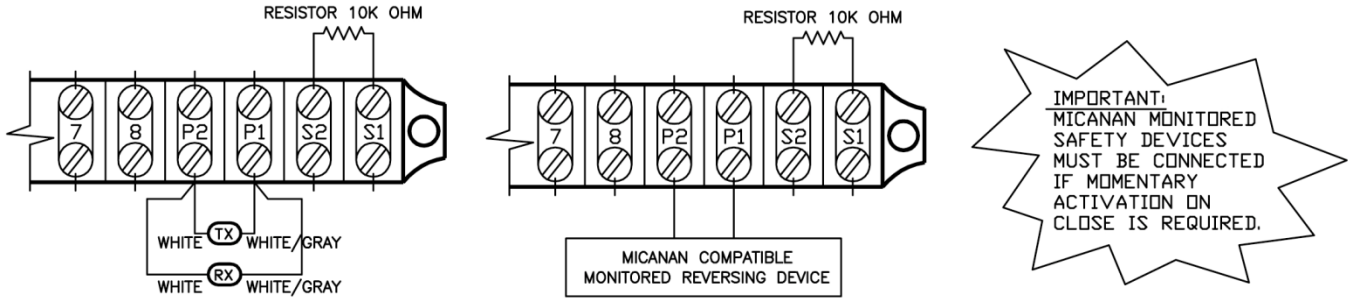 RESISTOR 10K OHM
7 8 P2 P1 S2 S1
WHITE TX WHITE/GRAY
WHITE RX WHITE/GRAY
RESISTOR 10K OHM
7 8 P2 P1 S2 S1
MICANAN COMPATIBLE
MONITORED REVERSING DEVICE
IMPORTANT:
MICANAN MONITORED
SAFETY DEVICES
MUST BE CONNECTED
IF MOMENTARY
ACTIVATION ON
CLOSE IS REQUIRED.